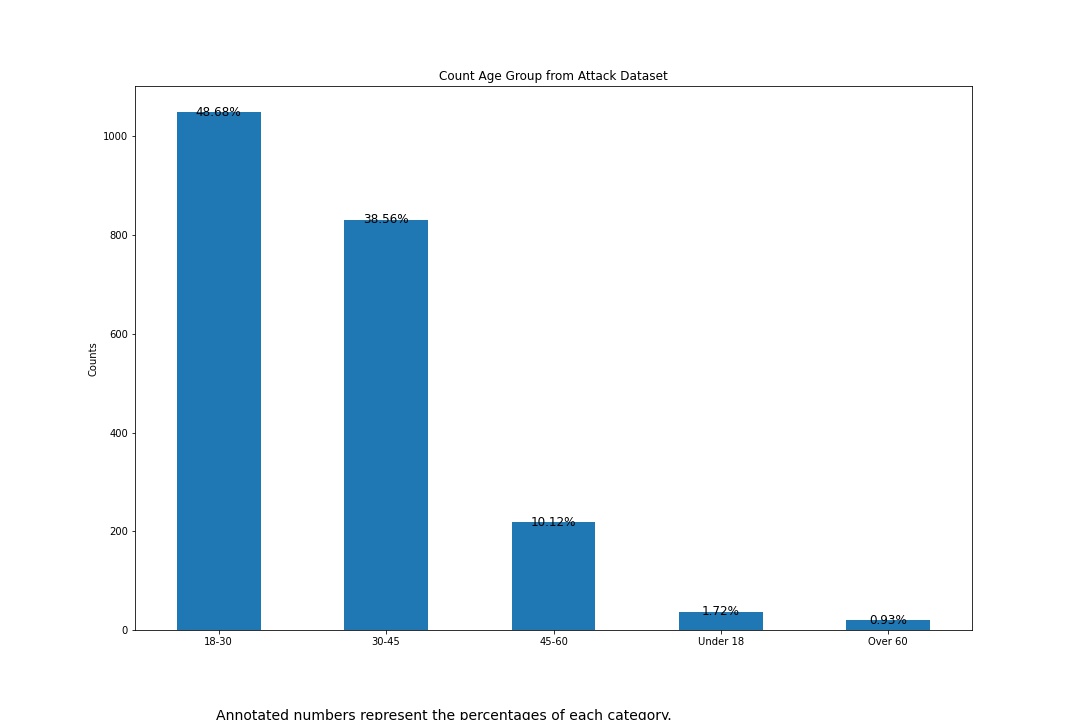 Count Age Group from Attack Dataset
48.68%
1000
38.56%
800
600
Counts
400
10.12%
200
1.72%
0.93%
0
18-30 30-45 45-60 Under 18 Over 60
Annotated numbers represent the percentages of each category.